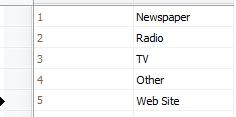 1 Newspaper
2 Radio
3 TV
4 Other
5 Web Site